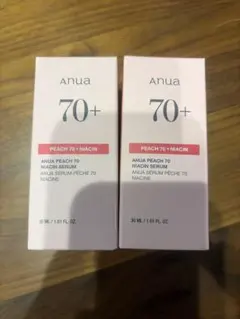 Anua
70+
PEACH 70 + NIACIN
ANUA PEACH 70
NIACIN SERUM
ANUA SÉRUM PÊCHE 70
NIACINE
30 ML / 1.01 FL.OZ.
Anua
70+
PEACH 70 + NIACIN
ANUA PEACH 70
NIACIN SERUM
ANUA SÉRUM PÊCHE 70
NIACINE
30 ML / 1.01 FL.OZ.